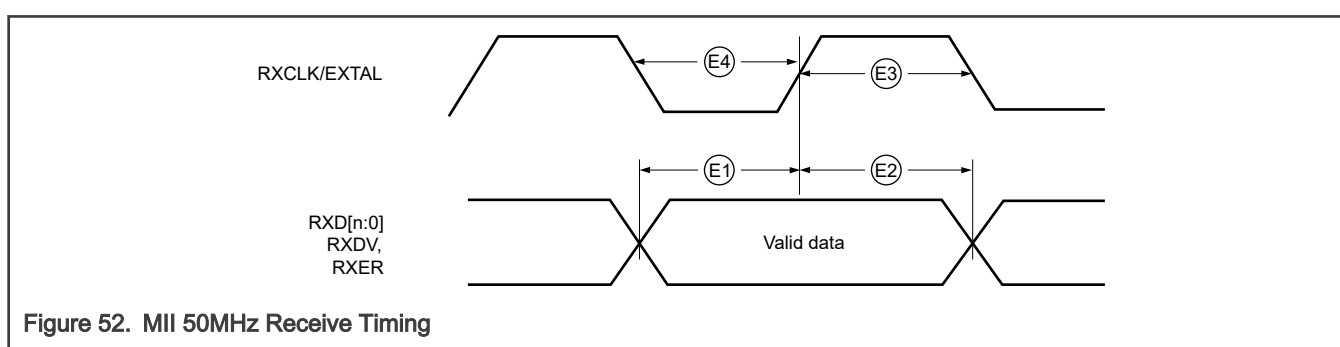 RXCLK/EXTAL
E4
E3
E1
E2
RXD[n:0]
RXDV,
RXER
Valid data
Figure 52. MII 50MHz Receive Timing